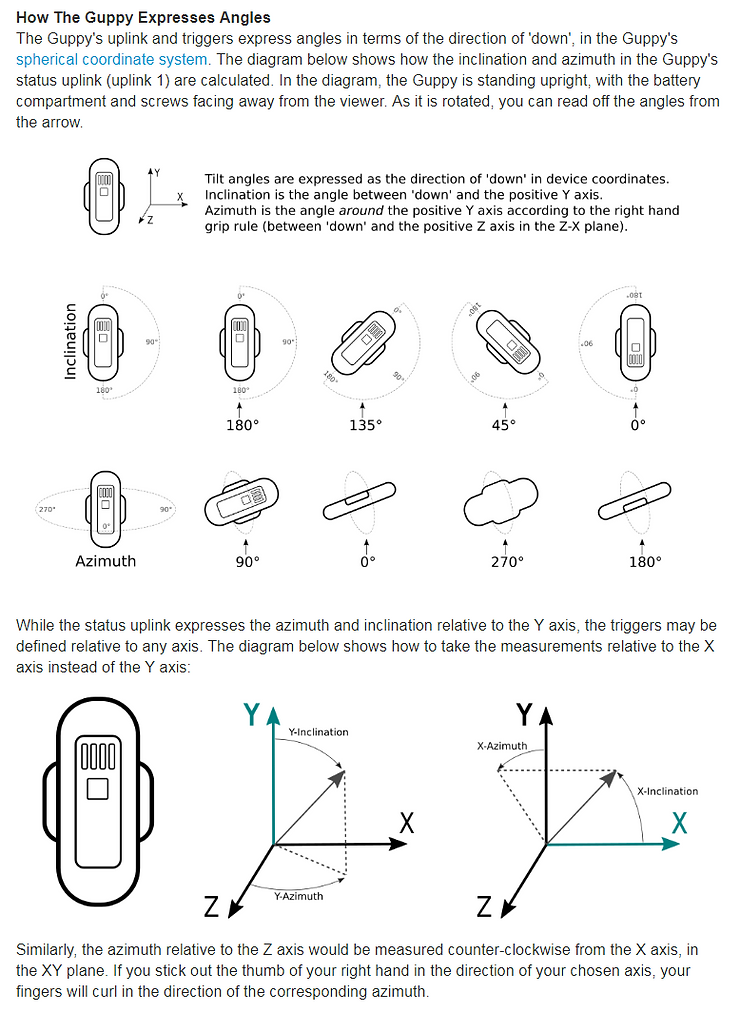 How The Guppy Expresses Angles
The Guppy's uplink and triggers express angles in terms of the direction of 'down', in the Guppy's
spherical coordinate system. The diagram below shows how the inclination and azimuth in the Guppy's
status uplink (uplink 1) are calculated. In the diagram, the Guppy is standing upright, with the battery
compartment and screws facing away from the viewer. As it is rotated, you can read off the angles from
the arrow.
Y
X
Z
Tilt angles are expressed as the direction of 'down' in device coordinates.
Inclination is the angle between 'down' and the positive Y axis.
Azimuth is the angle around the positive Y axis according to the right hand
grip rule (between 'down' and the positive Z axis in the Z-X plane).
Inclination
0°
90°
180°
0°
90°
180°
0°
90°
180°
180°
90°
0°
180°
90°
0°
180°
135°
45°
0°
270°
90°
0°
Azimuth
90°
0°
270°
180°
While the status uplink expresses the azimuth and inclination relative to the Y axis, the triggers may be
defined relative to any axis. The diagram below shows how to take the measurements relative to the X
axis instead of the Y axis:
Y
Y-Inclination
X
Z
Y-Azimuth
Y
X-Azimuth
X-Inclination
X
Z
Similarly, the azimuth relative to the Z axis would be measured counter-clockwise from the X axis, in
the XY plane. If you stick out the thumb of your right hand in the direction of your chosen axis, your
fingers will curl in the direction of the corresponding azimuth.